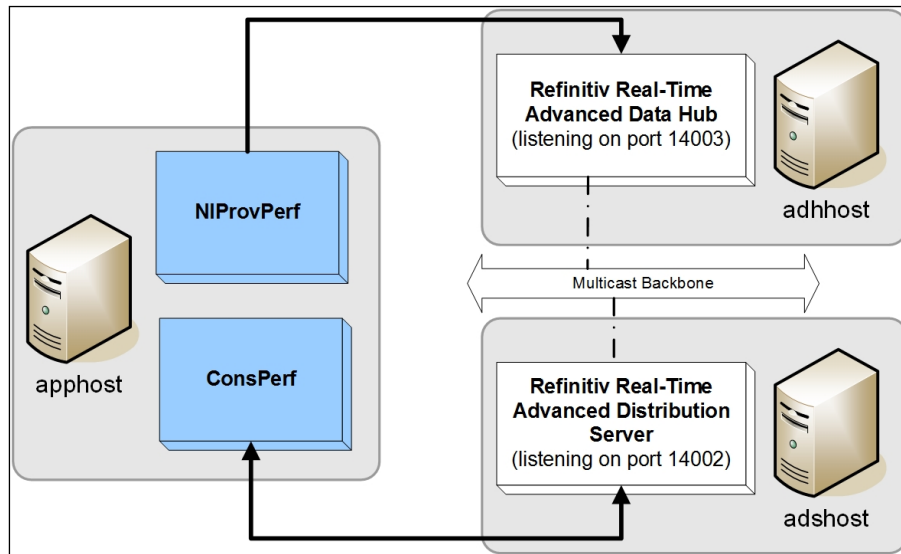 Refinitiv Real-Time
Advanced Data Hub
(listening on port 14003)
adhhost
NIProvPerf
Multicast Backbone
ConsPerf
apphost
Refinitiv Real-Time
Advanced Distribution
Server
(listening on port 14002)
adshost